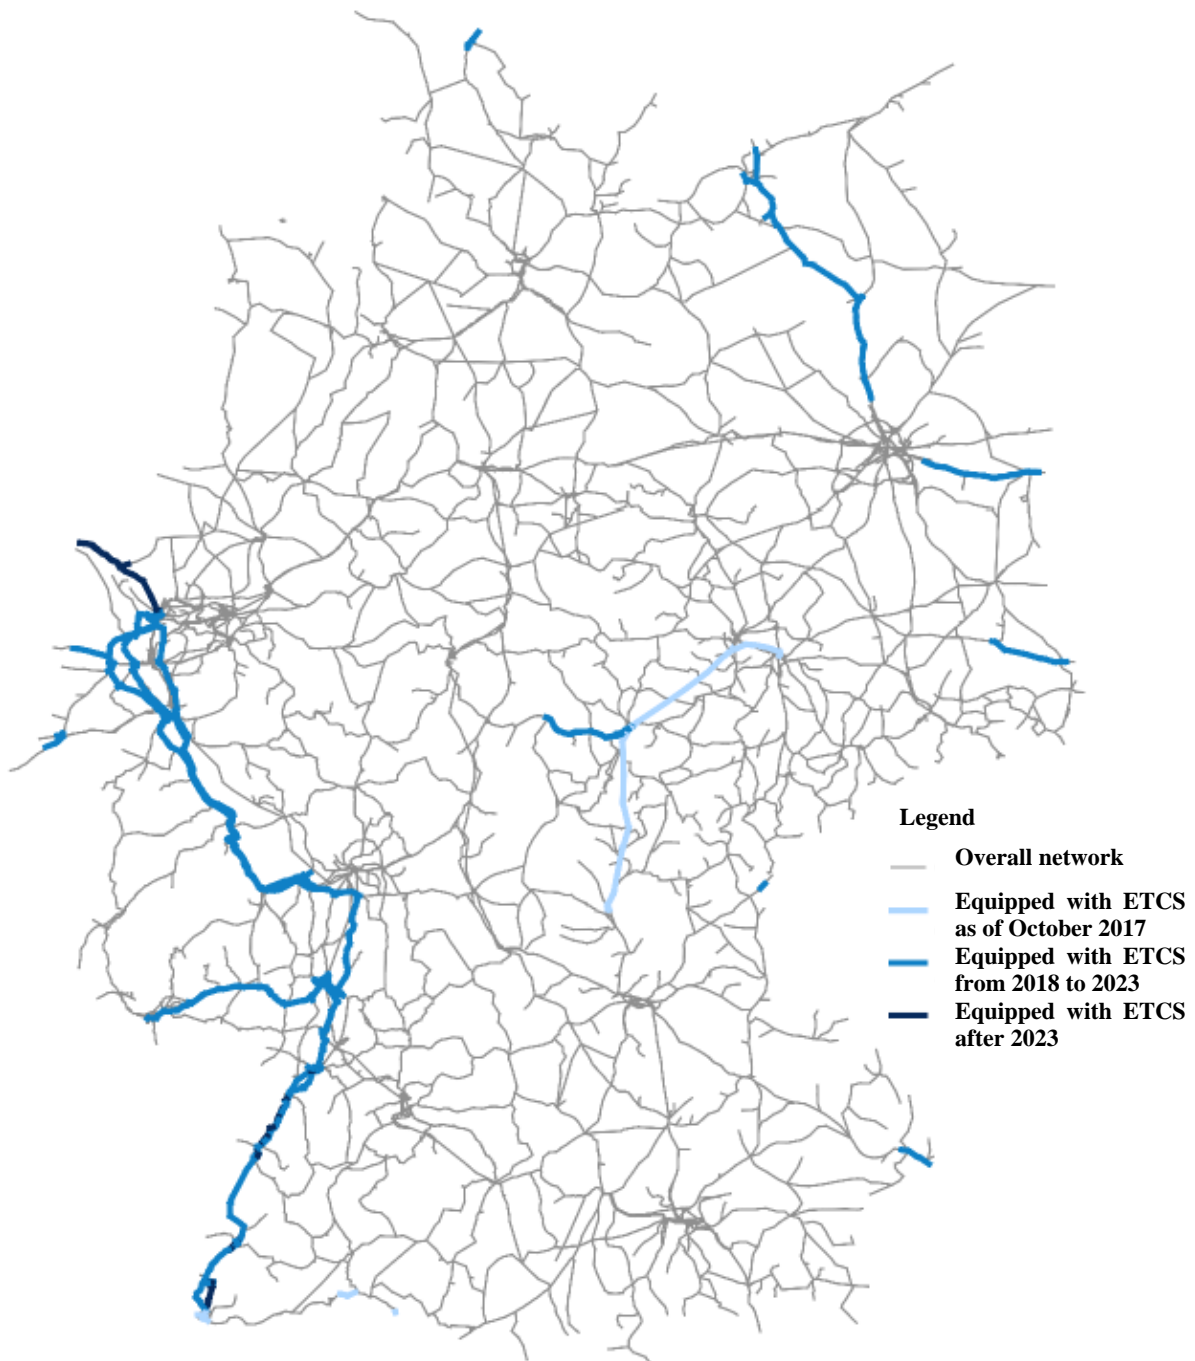 Legend
Overall network
Equipped with ETCS
as of October 2017
Equipped with ETCS
from 2018 to 2023
Equipped with ETCS
after 2023